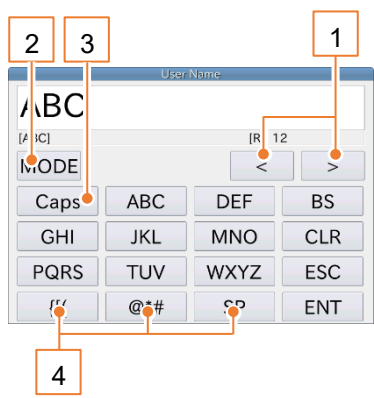 2 3 1
User Name
ABC
[ABC] [R 12
MODE < >
Caps ABC DEF BS
GHI JKL MNO CLR
PQRS TUV WXYZ ESC
@*# SP ENT
4